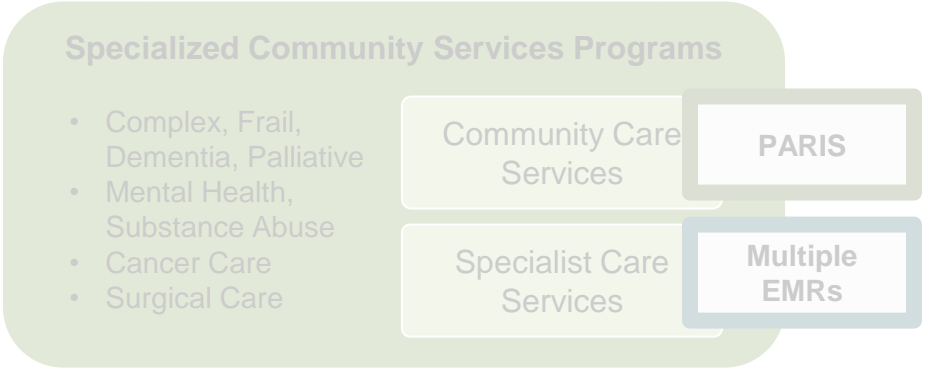 Specialized Community Services Programs
• Complex, Frail,
Dementia, Palliative
• Mental Health,
Substance Abuse
• Cancer Care
• Surgical Care
Community Care
Services
PARIS
Specialist Care
Services
Multiple
EMRs